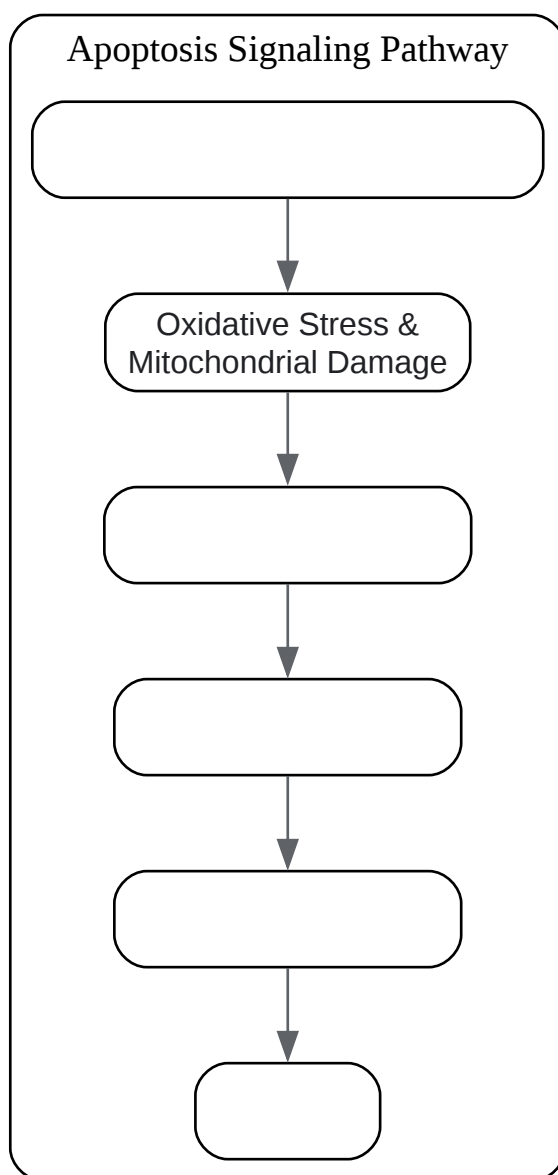 Apoptosis Signaling Pathway
Oxidative Stress &
Mitochondrial Damage